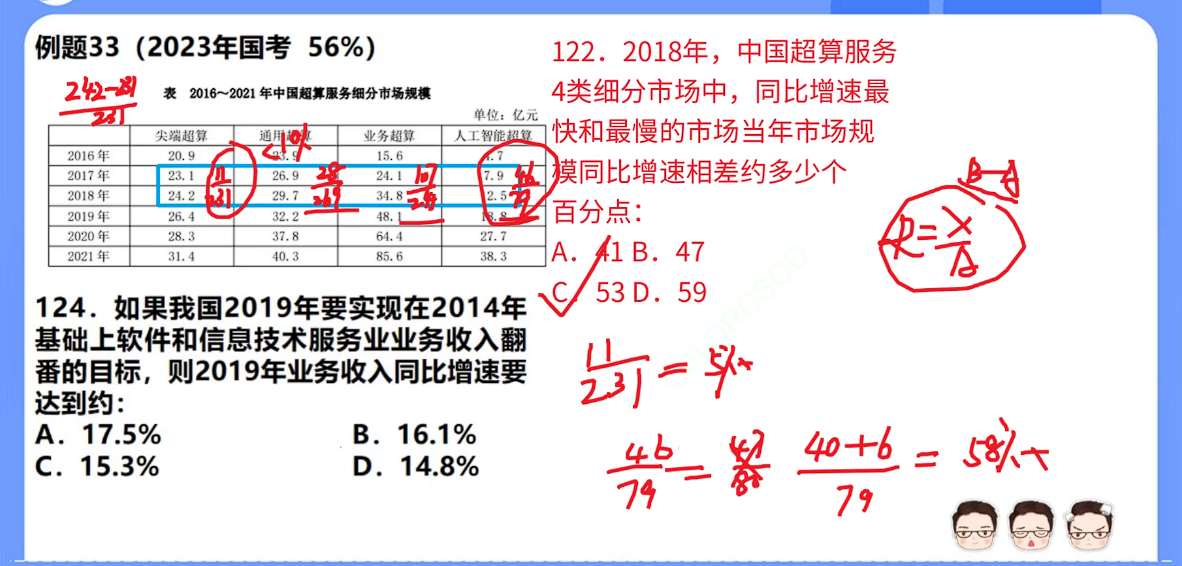 例题33（2023年国考 56%）
242-231
231
表 2016～2021年中国超算服务细分市场规模
单位：亿元
尖端超算 通用超算 业务超算 人工智能超算
<10%
2016年 20.9 23.9 15.6 4.7
2017年 23.1 26.9 24.1 7.9
11 28 107 46
231 269 241 79
2018年 24.2 29.7 34.8 12.5
2019年 26.4 32.2 48.1 18.8
2020年 28.3 37.8 64.4 27.7
2021年 31.4 40.3 85.6 38.3
124．如果我国2019年要实现在2014年
基础上软件和信息技术服务业业务收入翻
番的目标，则2019年业务收入同比增速要
达到约：
A．17.5% B．16.1%
C．15.3% D．14.8%
122．2018年，中国超算服务
4类细分市场中，同比增速最
快和最慢的市场当年市场规
模同比增速相差约多少个
百分点：
A．41 B．47
C．53 D．59
B-A
R=X
A
11
231 = 5%+
46
79 =
40+6
79 = 58%+